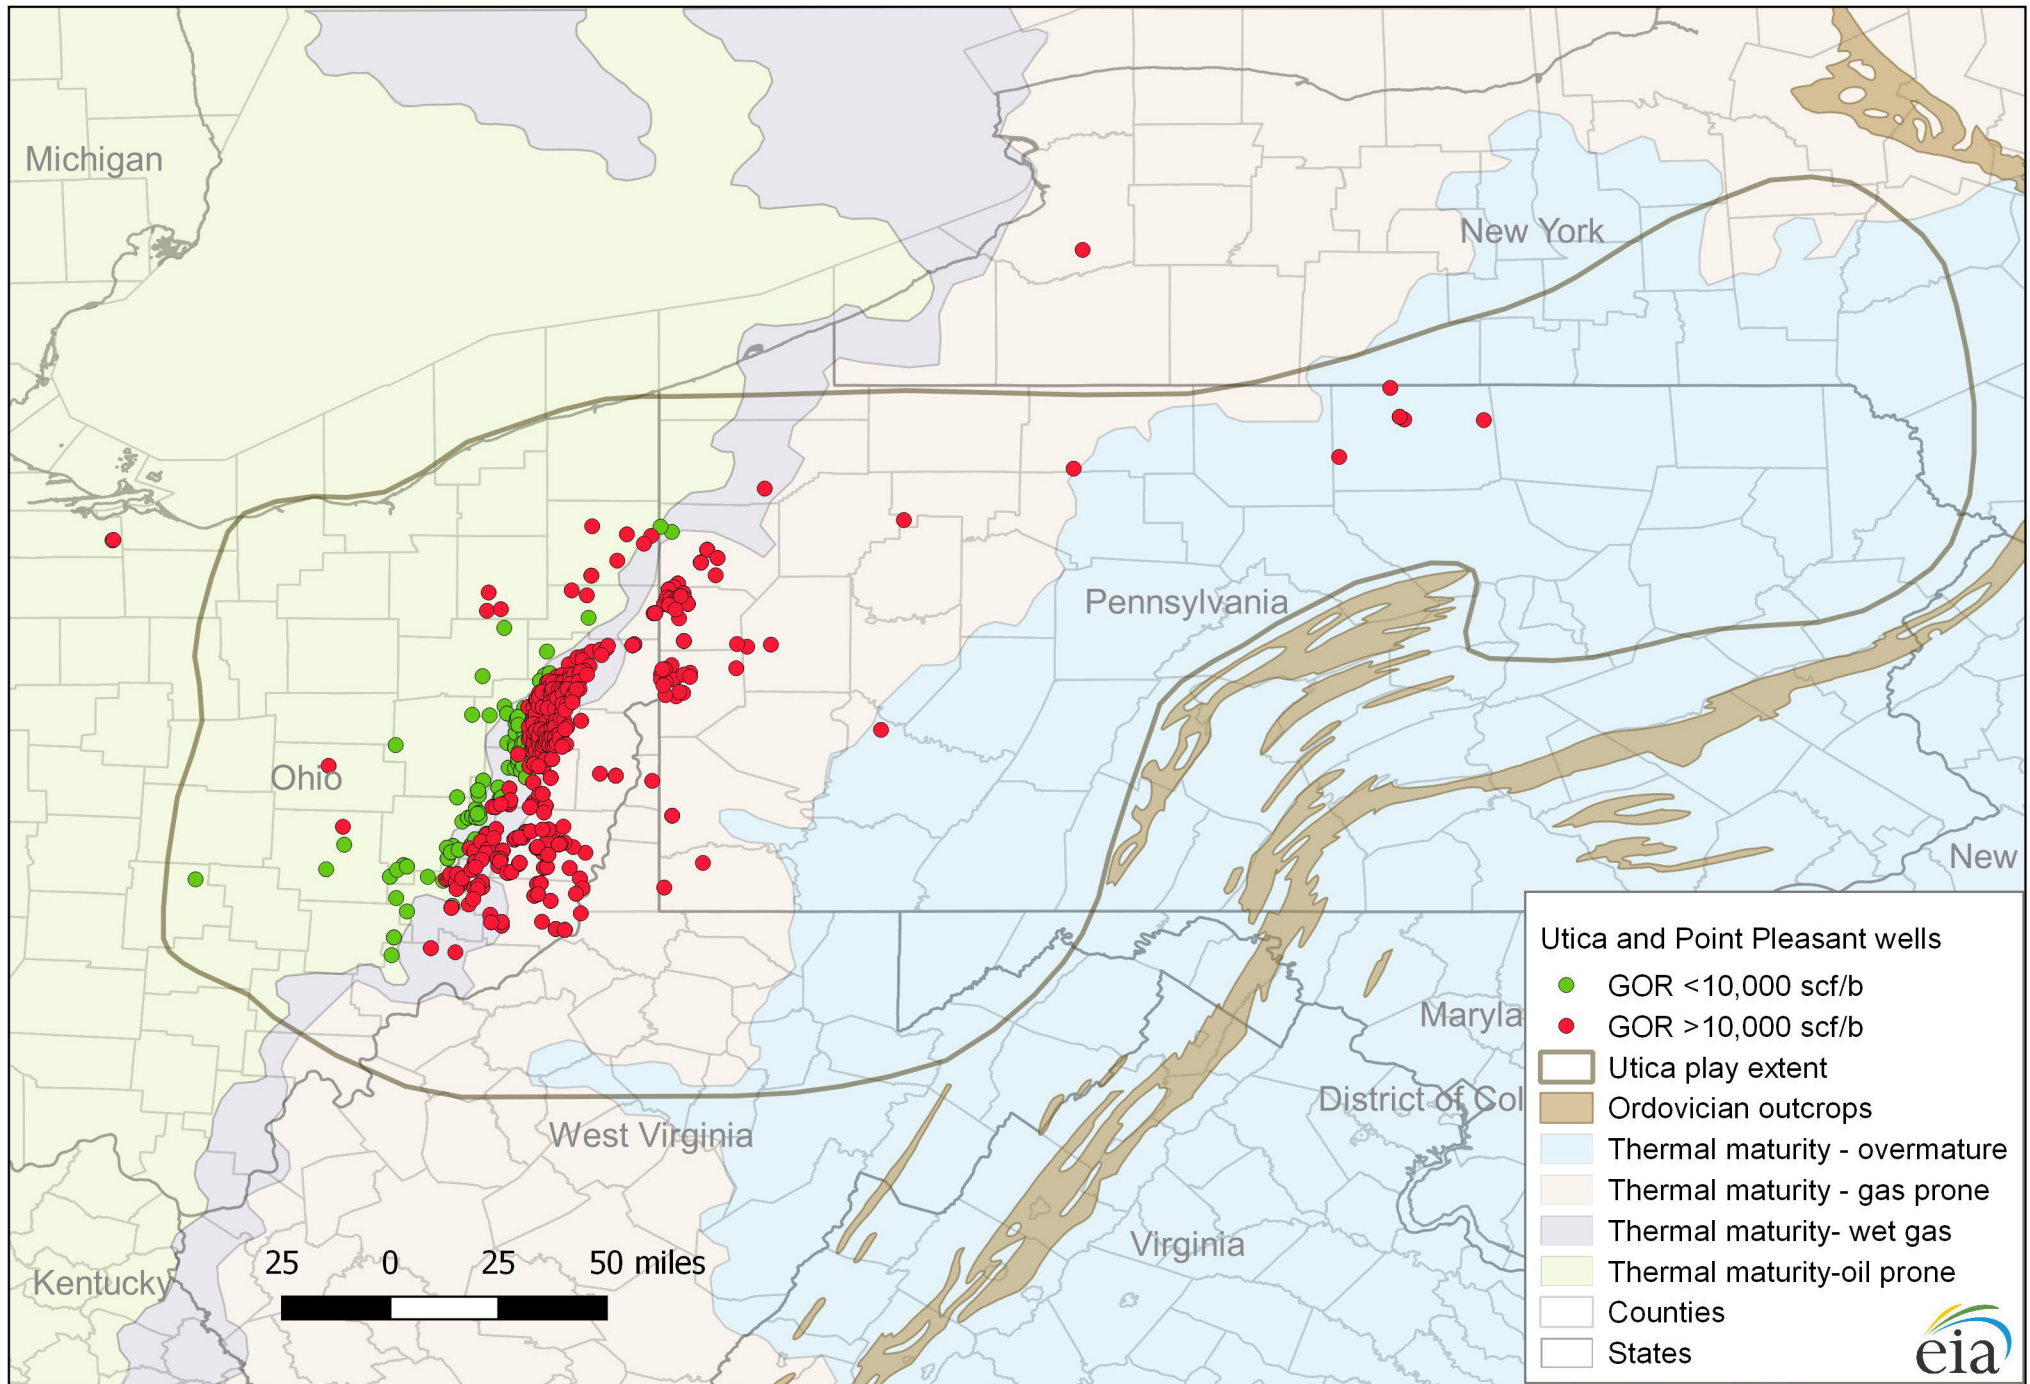 Michigan
New York
Pennsylvania
Ohio
New
Maryla
District of Col
West Virginia
Virginia
Kentucky
25 0 25 50 miles
Utica and Point Pleasant wells
GOR <10,000 scf/b
GOR >10,000 scf/b
Utica play extent
Ordovician outcrops
Thermal maturity - overmature
Thermal maturity - gas prone
Thermal maturity- wet gas
Thermal maturity-oil prone
Counties
States
eia